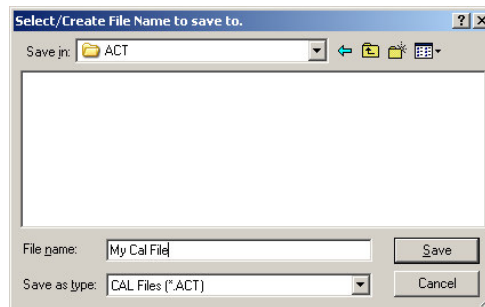 Select/Create File Name to save to.
Save in: ACT
File name: My Cal File
Save
Save as type: CAL Files (*.ACT)
Cancel